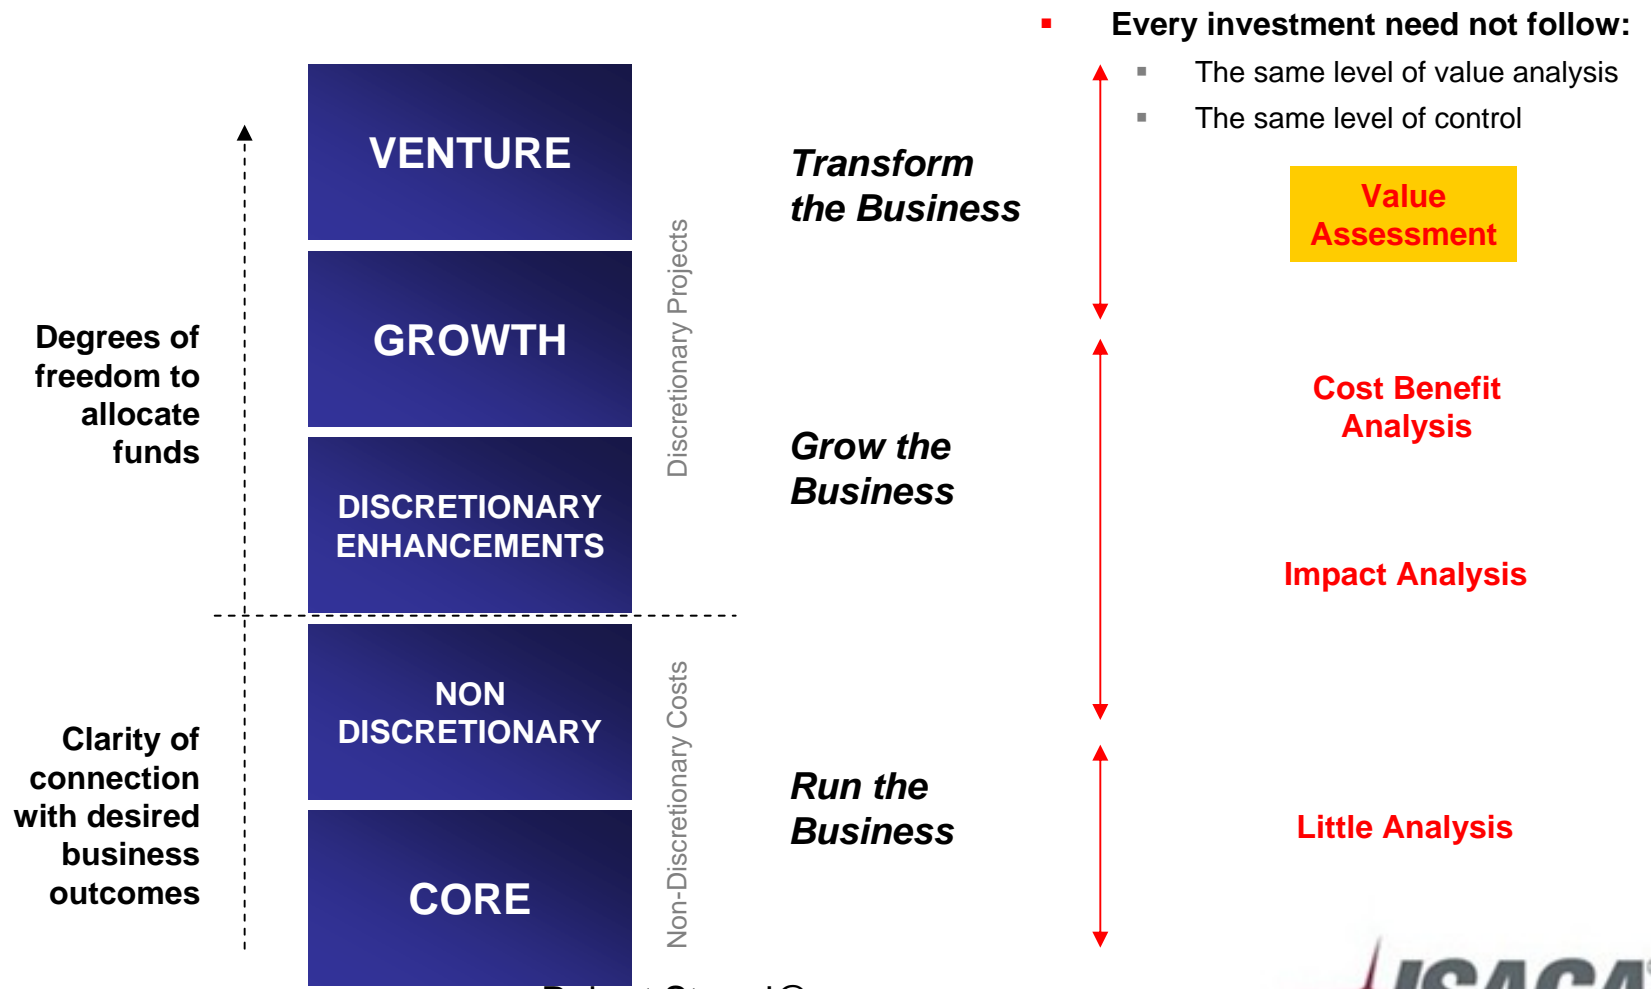 Every investment need not follow:
The same level of value analysis
The same level of control
VENTURE
GROWTH
DISCRETIONARY
ENHANCEMENTS
NON
DISCRETIONARY
CORE
Degrees of
freedom to
allocate
funds
Clarity of
connection
with desired
business
outcomes
Discretionary Projects
Non-Discretionary Costs
Transform
the Business
Grow the
Business
Run the
Business
Value
Assessment
Cost Benefit
Analysis
Impact Analysis
Little Analysis
ISACA